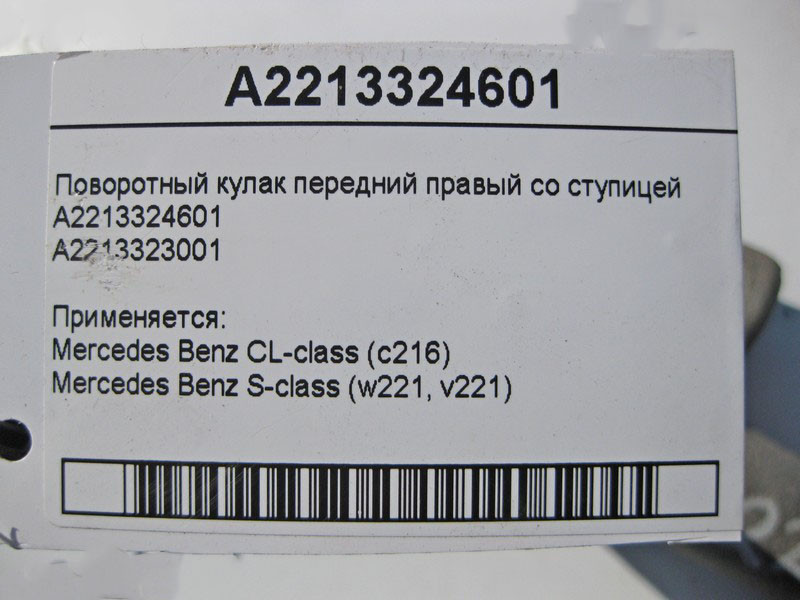 A2213324601
Поворотный кулак передний правый со ступицей
A2213324601
A2213323001
Применяется:
Mercedes Benz CL-class (c216)
Mercedes Benz S-class (w221, v221)